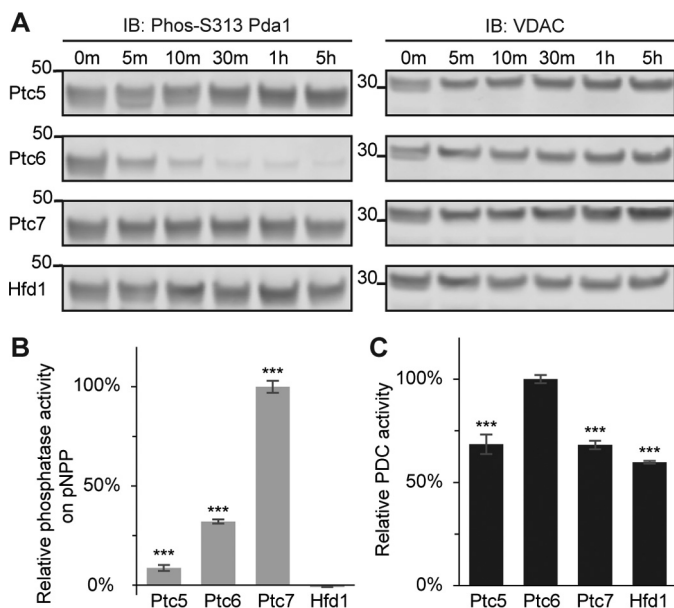 A
IB: Phos-S313 Pda1
IB: VDAC
0m 5m 10m 30m 1h 5h
0m 5m 10m 30m 1h 5h
50
Ptc5
30
50
Ptc6
30
50
Ptc7
30
50
Hfd1
30
B
Relative phosphatase activity
on pNPP
100%
50%
0%
***
***
***
Ptc5 Ptc6 Ptc7 Hfd1
C
Relative PDC activity
100%
50%
0%
***
***
***
Ptc5 Ptc6 Ptc7 Hfd1